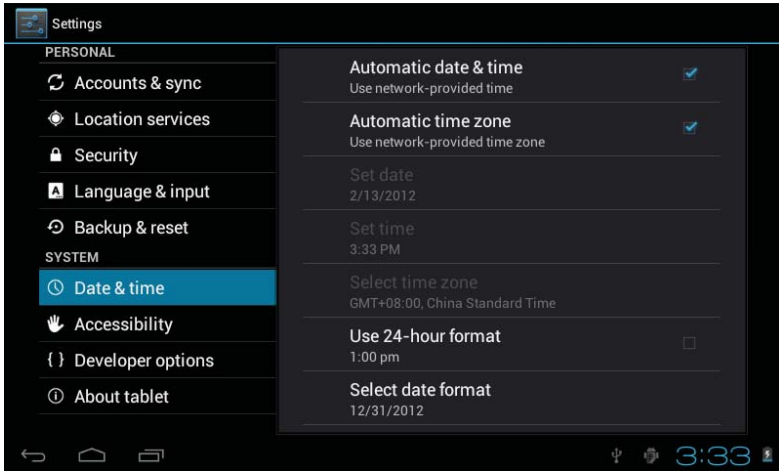 Settings
PERSONAL
Accounts & sync
Location services
Security
A Language & input
Backup & reset
SYSTEM
Date & time
Accessibility
{ } Developer options
About tablet
Automatic date & time
Use network-provided time
Automatic time zone
Use network-provided time zone
Set date
2/13/2012
Set time
3:33 PM
Select time zone
GMT+08:00, China Standard Time
Use 24-hour format
1:00 pm
Select date format
12/31/2012
3:33